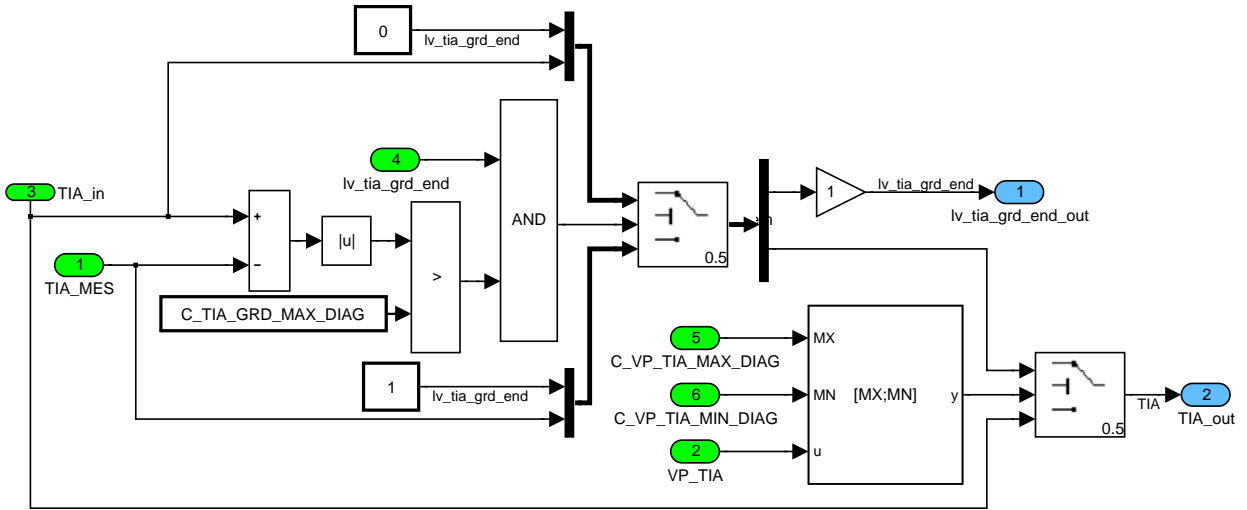 0
lv_tia_grd_end
4
lv_tia_grd_end
3
TIA_in
+
−
|u|
>
AND
1
TIA_MES
C_TIA_GRD_MAX_DIAG
1
lv_tia_grd_end
0.5
1
lv_tia_grd_end
1
lv_tia_grd_end_out
5
C_VP_TIA_MAX_DIAG
6
C_VP_TIA_MIN_DIAG
2
VP_TIA
MX
MN
u
[MX;MN]
y
0.5
TIA
2
TIA_out